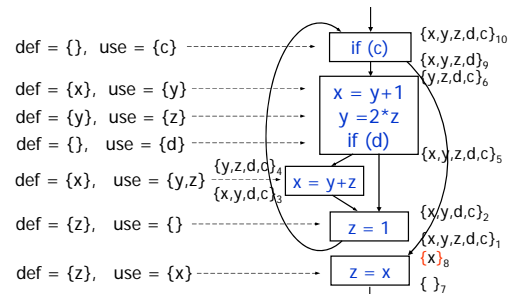 {x,y,z,d,c}10
def = {}, use = {c} if (c)
{x,y,z,d}9
{y,z,d,c}6
def = {x}, use = {y} x = y+1
def = {y}, use = {z} y =2*z
def = {}, use = {d} if (d)
{x,y,z,d,c}5
{y,z,d,c}4
def = {x}, use = {y,z} x = y+z
{x,y,d,c}3
{x,y,d,c}2
def = {z}, use = {} z = 1
{x,y,z,d,c}1
{x}8
def = {z}, use = {x} z = x
{ }7